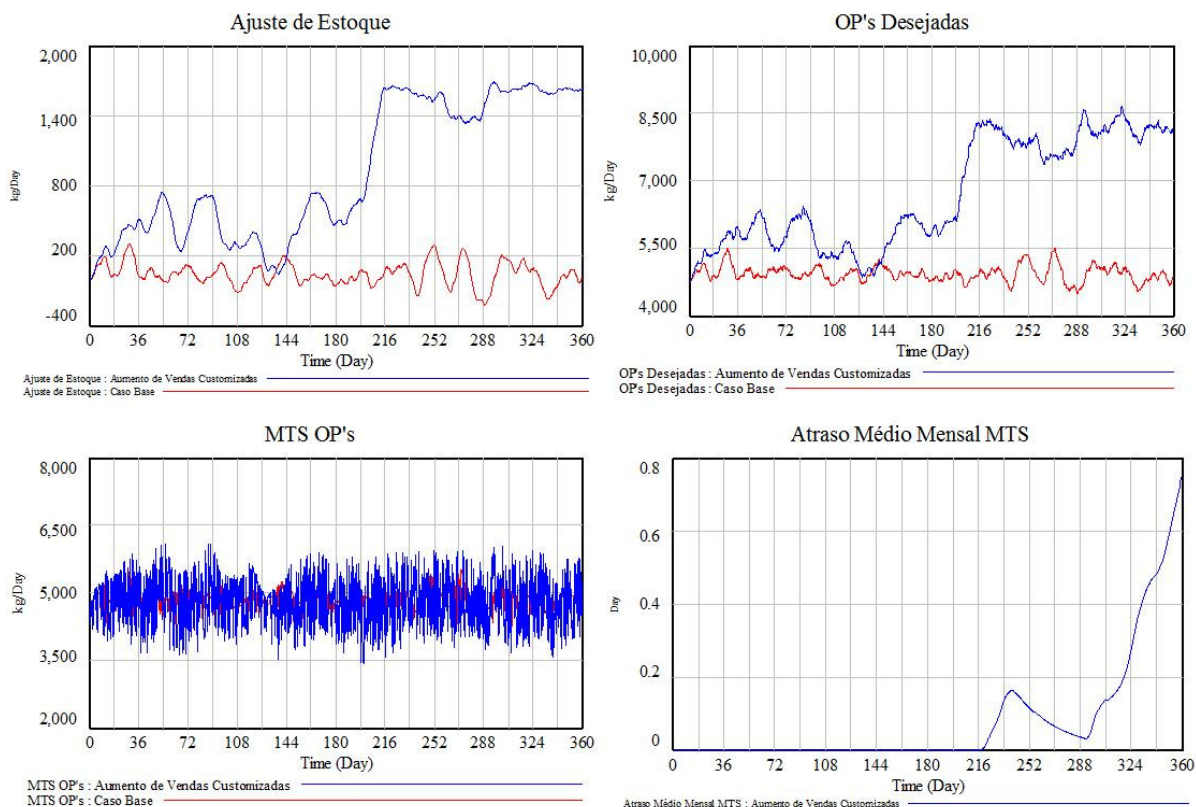 Ajuste de Estoque
2,000
1,400
800
200
-400
kg/Day
0 36 72 108 144 180 216 252 288 324 360
Time (Day)
Ajuste de Estoque : Aumento de Vendas Customizadas
Ajuste de Estoque : Caso Base
OP's Desejadas
10,000
8,500
7,000
5,500
4,000
kg/Day
0 36 72 108 144 180 216 252 288 324 360
Time (Day)
OP's Desejadas : Aumento de Vendas Customizadas
OP's Desejadas : Caso Base
MTS OP's
8,000
6,500
5,000
3,500
2,000
kg/Day
0 36 72 108 144 180 216 252 288 324 360
Time (Day)
MTS OP's : Aumento de Vendas Customizadas
MTS OP's : Caso Base
Atraso Médio Mensal MTS
0.8
0.6
0.4
0.2
0
Day
0 36 72 108 144 180 216 252 288 324 360
Time (Day)
Atraso Médio Mensal MTS : Aumento de Vendas Customizadas